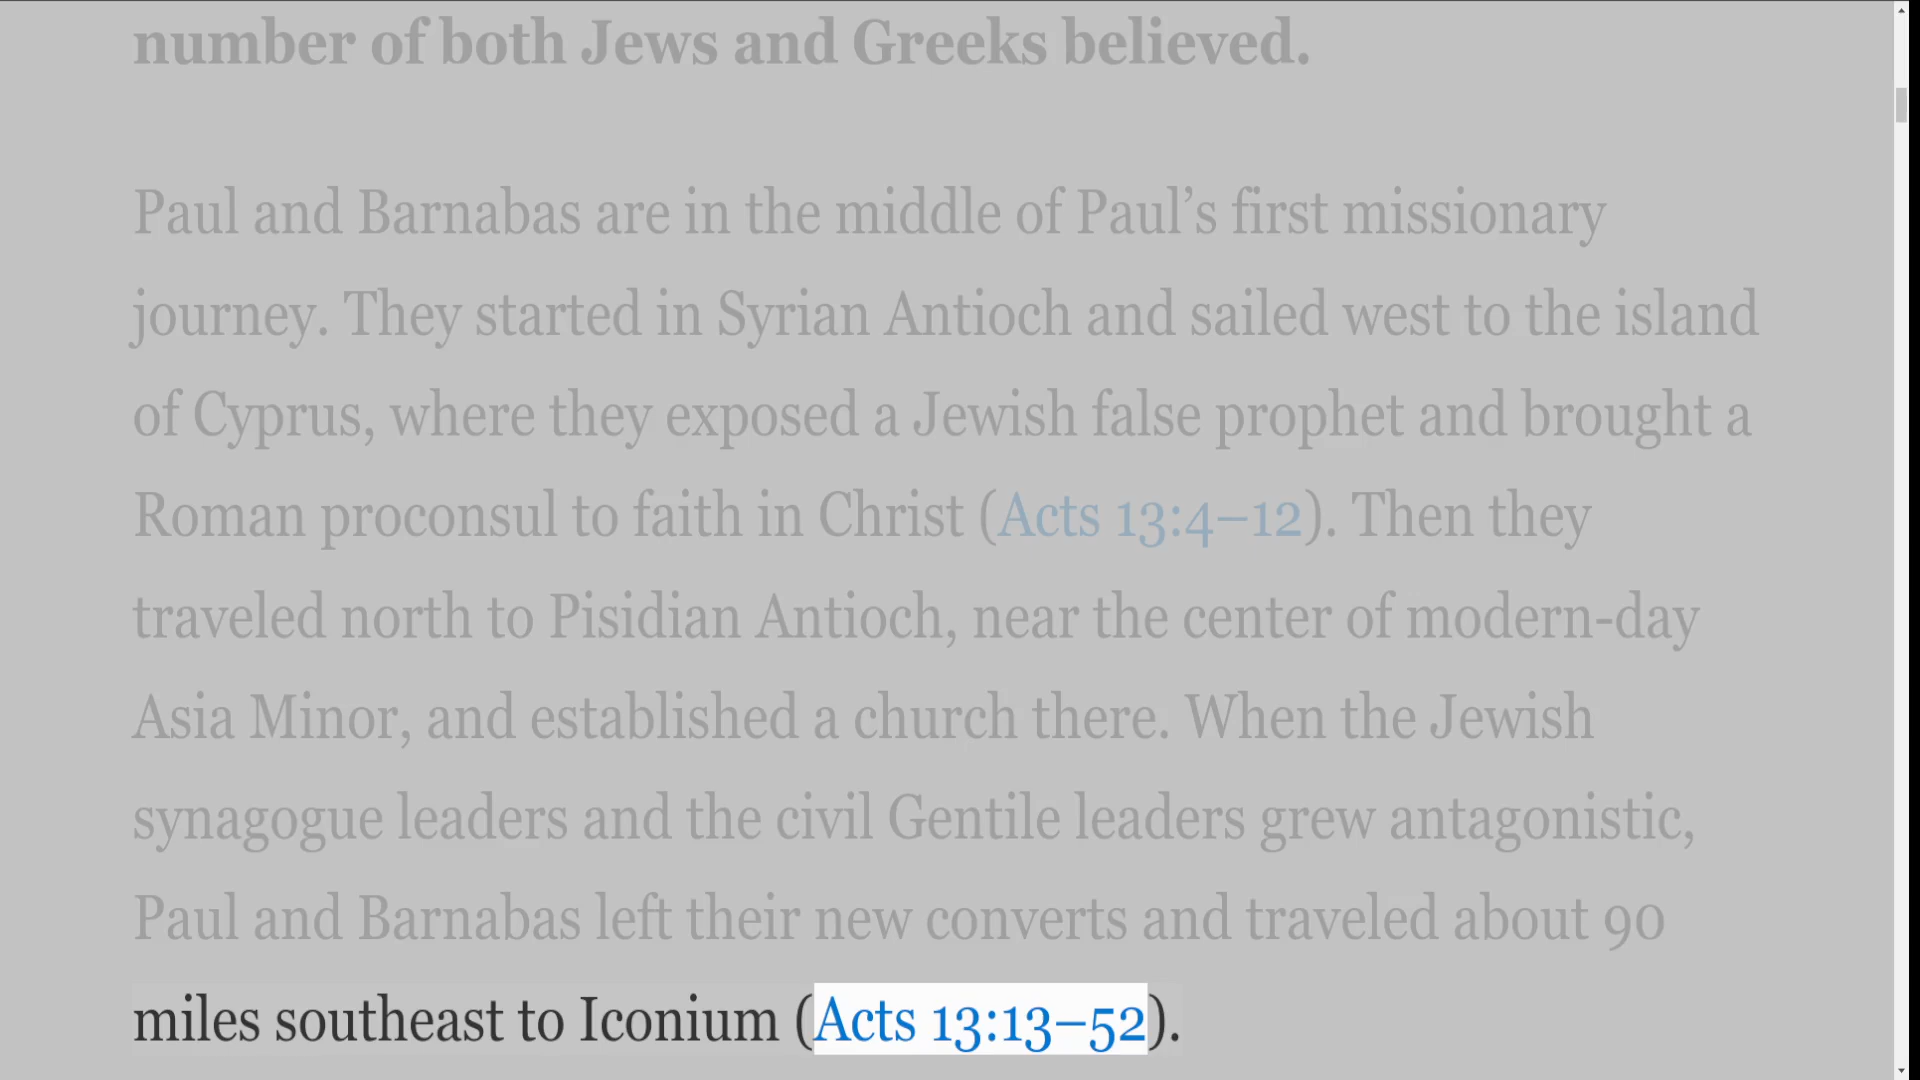 number of both Jews and Greeks believed.
Paul and Barnabas are in the middle of Paul’s first missionary
journey. They started in Syrian Antioch and sailed west to the island
of Cyprus, where they exposed a Jewish false prophet and brought a
Roman proconsul to faith in Christ (Acts 13:4–12). Then they
traveled north to Pisidian Antioch, near the center of modern-day
Asia Minor, and established a church there. When the Jewish
synagogue leaders and the civil Gentile leaders grew antagonistic,
Paul and Barnabas left their new converts and traveled about 90
miles southeast to Iconium (Acts 13:13–52).